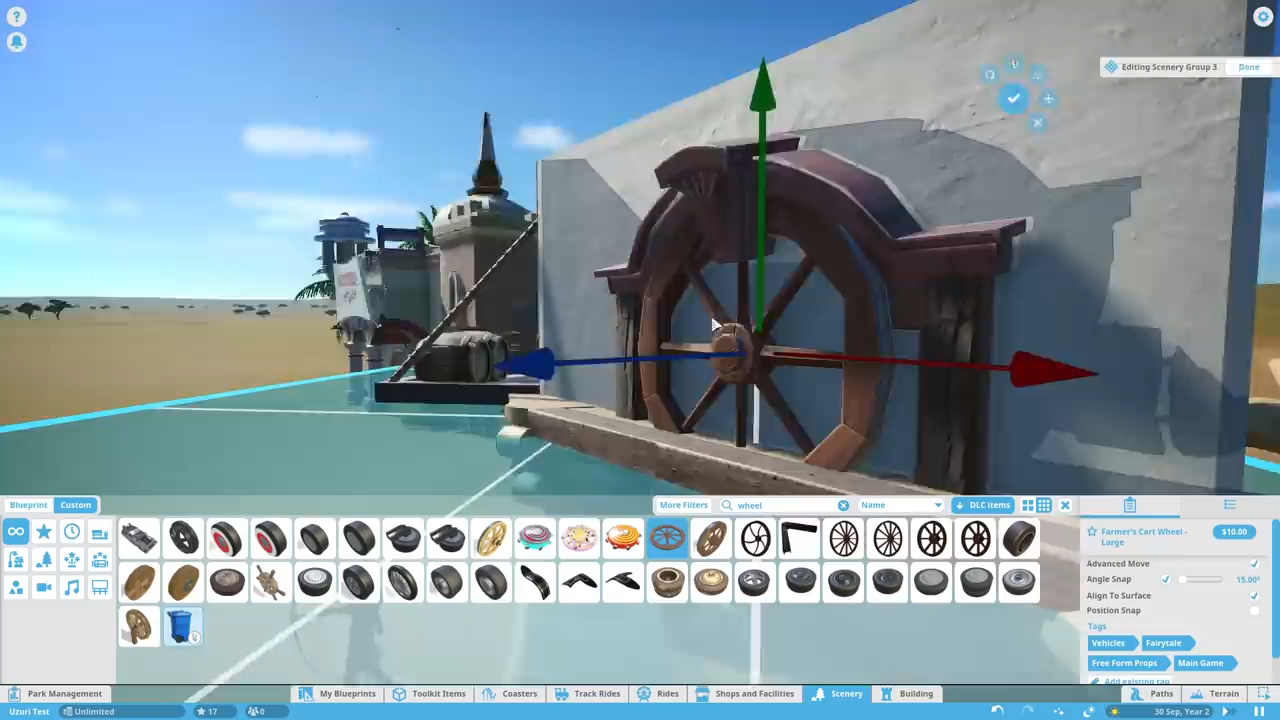 Editing Scenery Group 3
Done
Blueprint
Custom
More Filters
wheel
Name
DLC items
Farmer's Cart Wheel -
Large
$10.00
Advanced Move
Angle Snap
15.00°
Align To Surface
Position Snap
Tags
Vehicles
Fairytale
Free Form Props
Main Game
Add existing tag
Park Management
My Blueprints
Toolkit Items
Coasters
Track Rides
Rides
Shops and Facilities
Scenery
Building
Paths
Terrain
Uzuri Test
Unlimited
17
0
30 Sep, Year 2